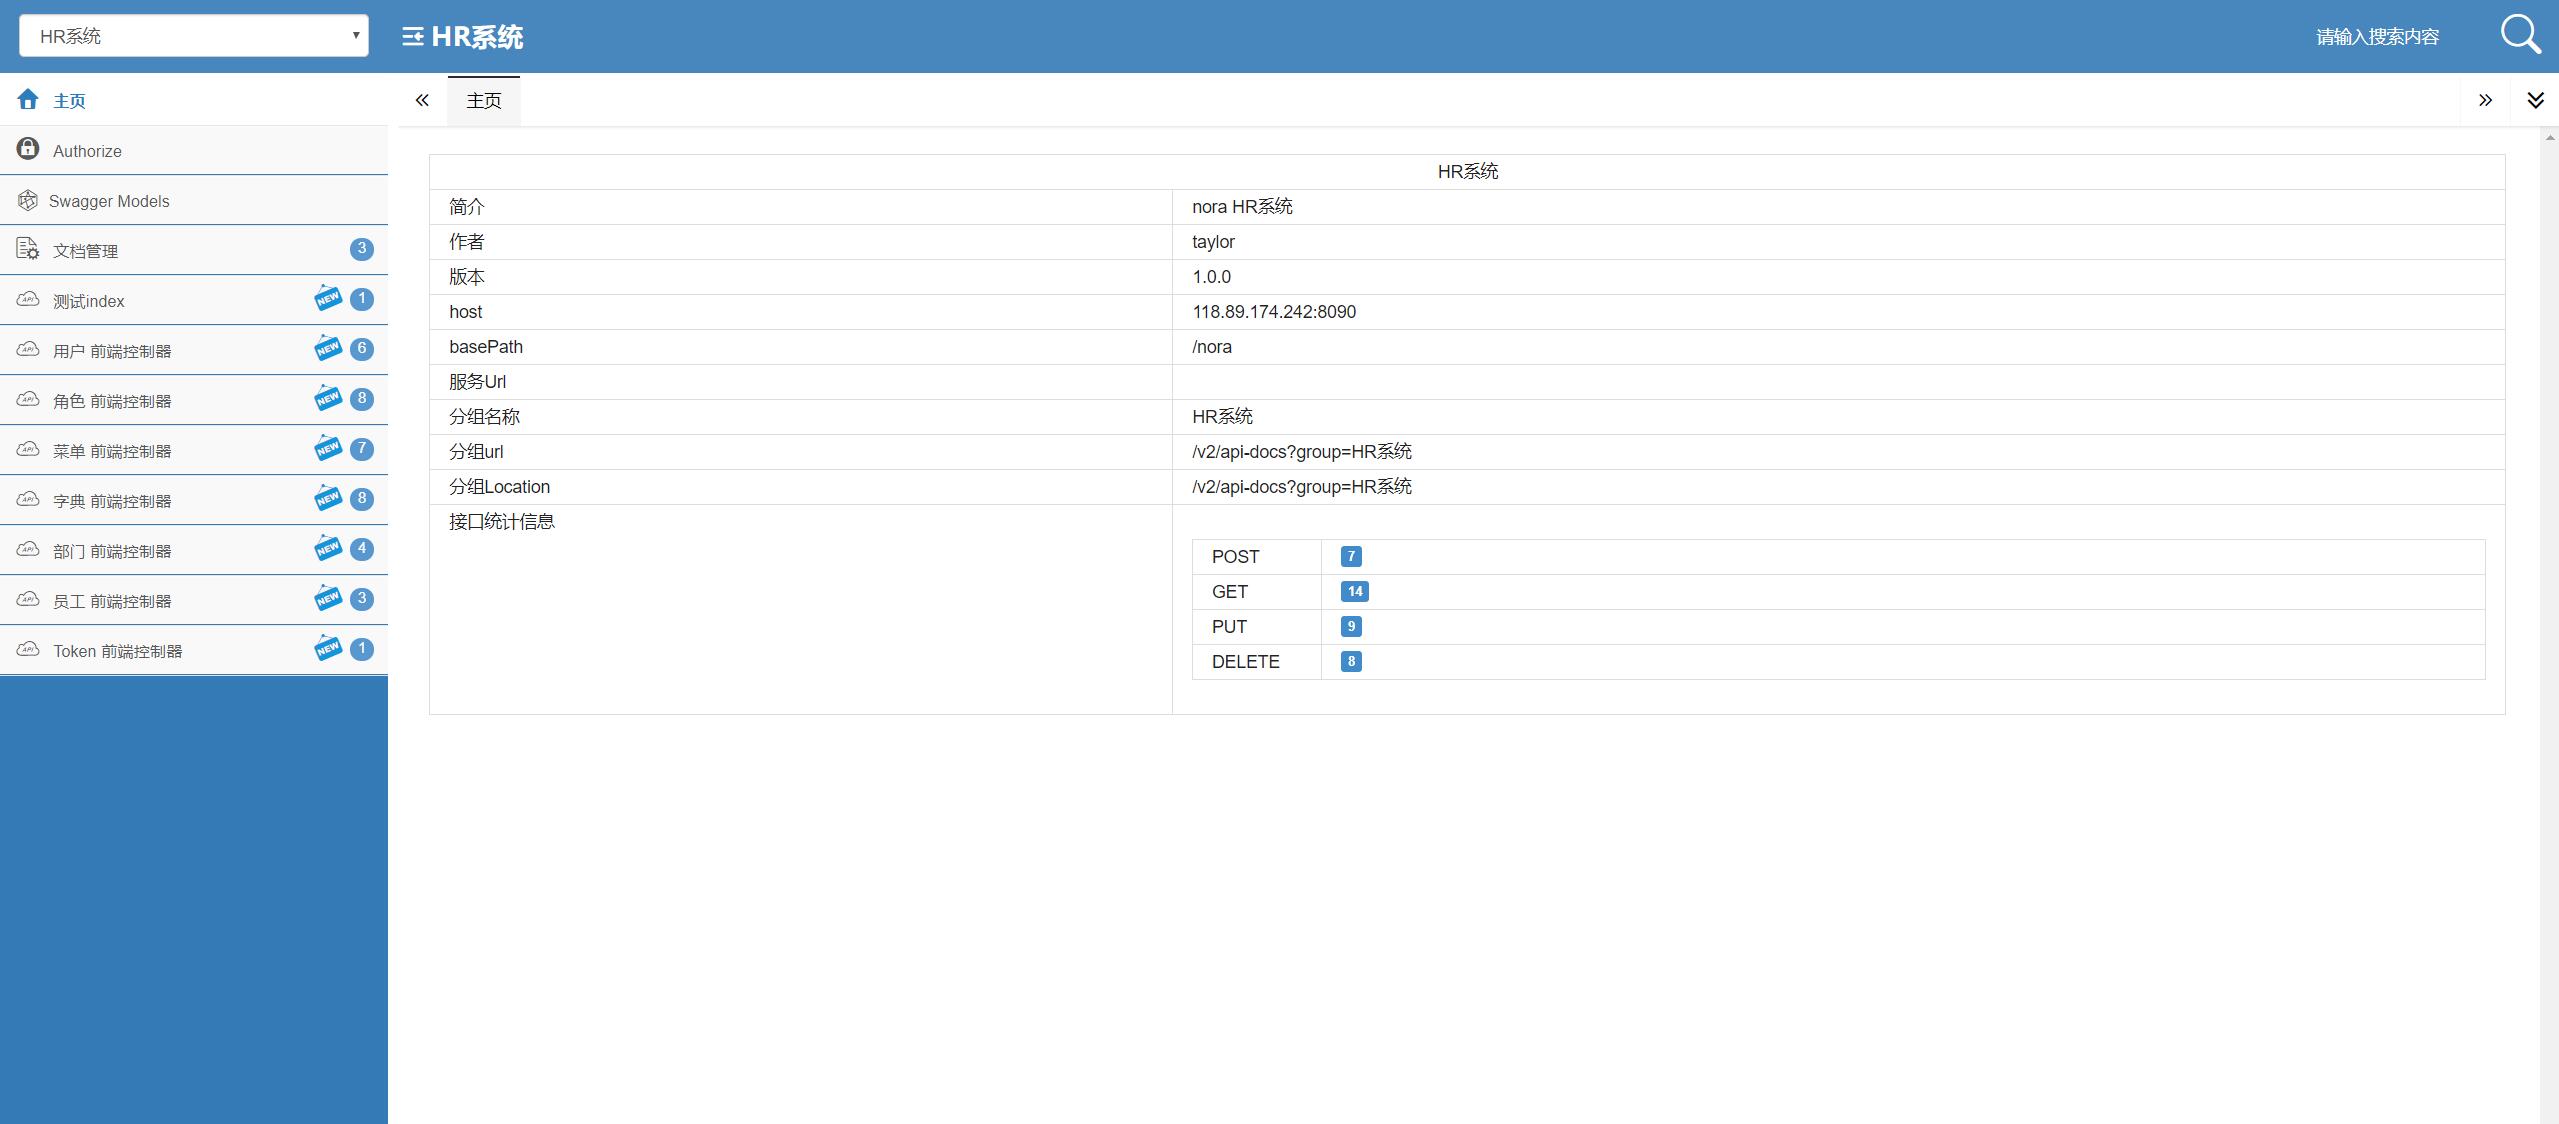 HR系统
HR系统
请输入搜索内容
主页
Authorize
Swagger Models
文档管理 3
测试index NEW 1
用户 前端控制器 NEW 6
角色 前端控制器 NEW 8
菜单 前端控制器 NEW 7
字典 前端控制器 NEW 8
部门 前端控制器 NEW 4
员工 前端控制器 NEW 3
Token 前端控制器 NEW 1
主页
HR系统
简介 nora HR系统
作者 taylor
版本 1.0.0
host 118.89.174.242:8090
basePath /nora
服务Url
分组名称 HR系统
分组url /v2/api-docs?group=HR系统
分组Location /v2/api-docs?group=HR系统
接口统计信息
POST 7
GET 14
PUT 9
DELETE 8